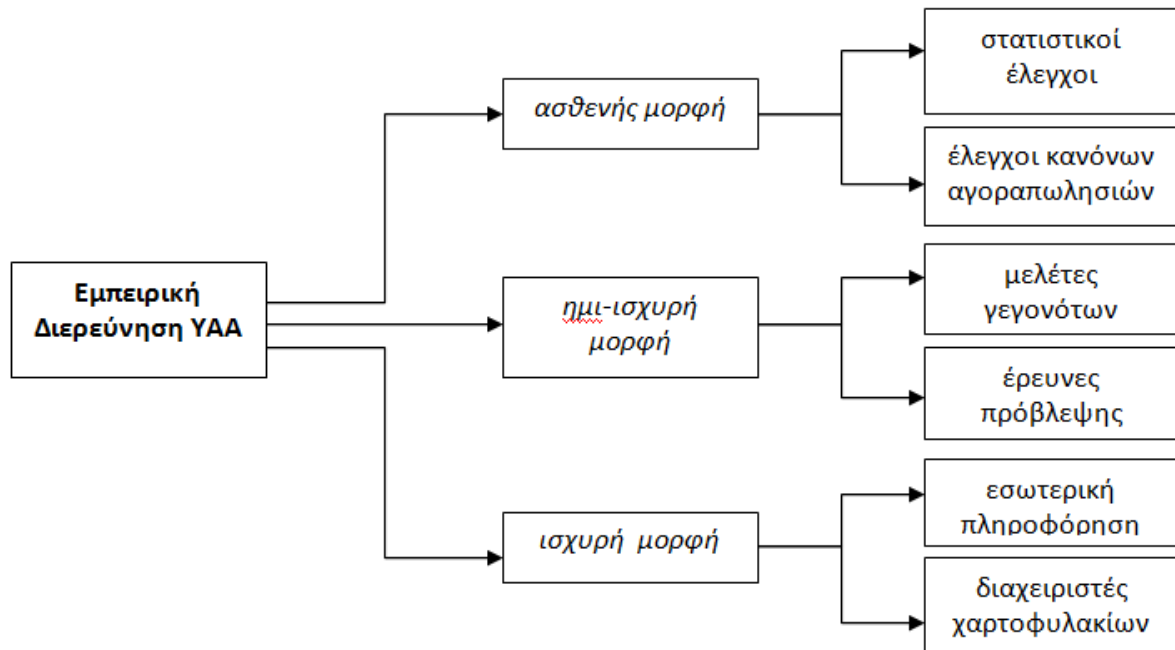 στατιστικοί
έλεγχοι
ασθενής μορφή
έλεγχοι κανόνων
αγοραπωλησιών
Εμπειρική
Διερεύνηση ΥΑΑ
ημι-ισχυρή
μορφή
μελέτες
γεγονότων
έρευνες
πρόβλεψης
ισχυρή μορφή
εσωτερική
πληροφόρηση
διαχειριστές
χαρτοφυλακίων